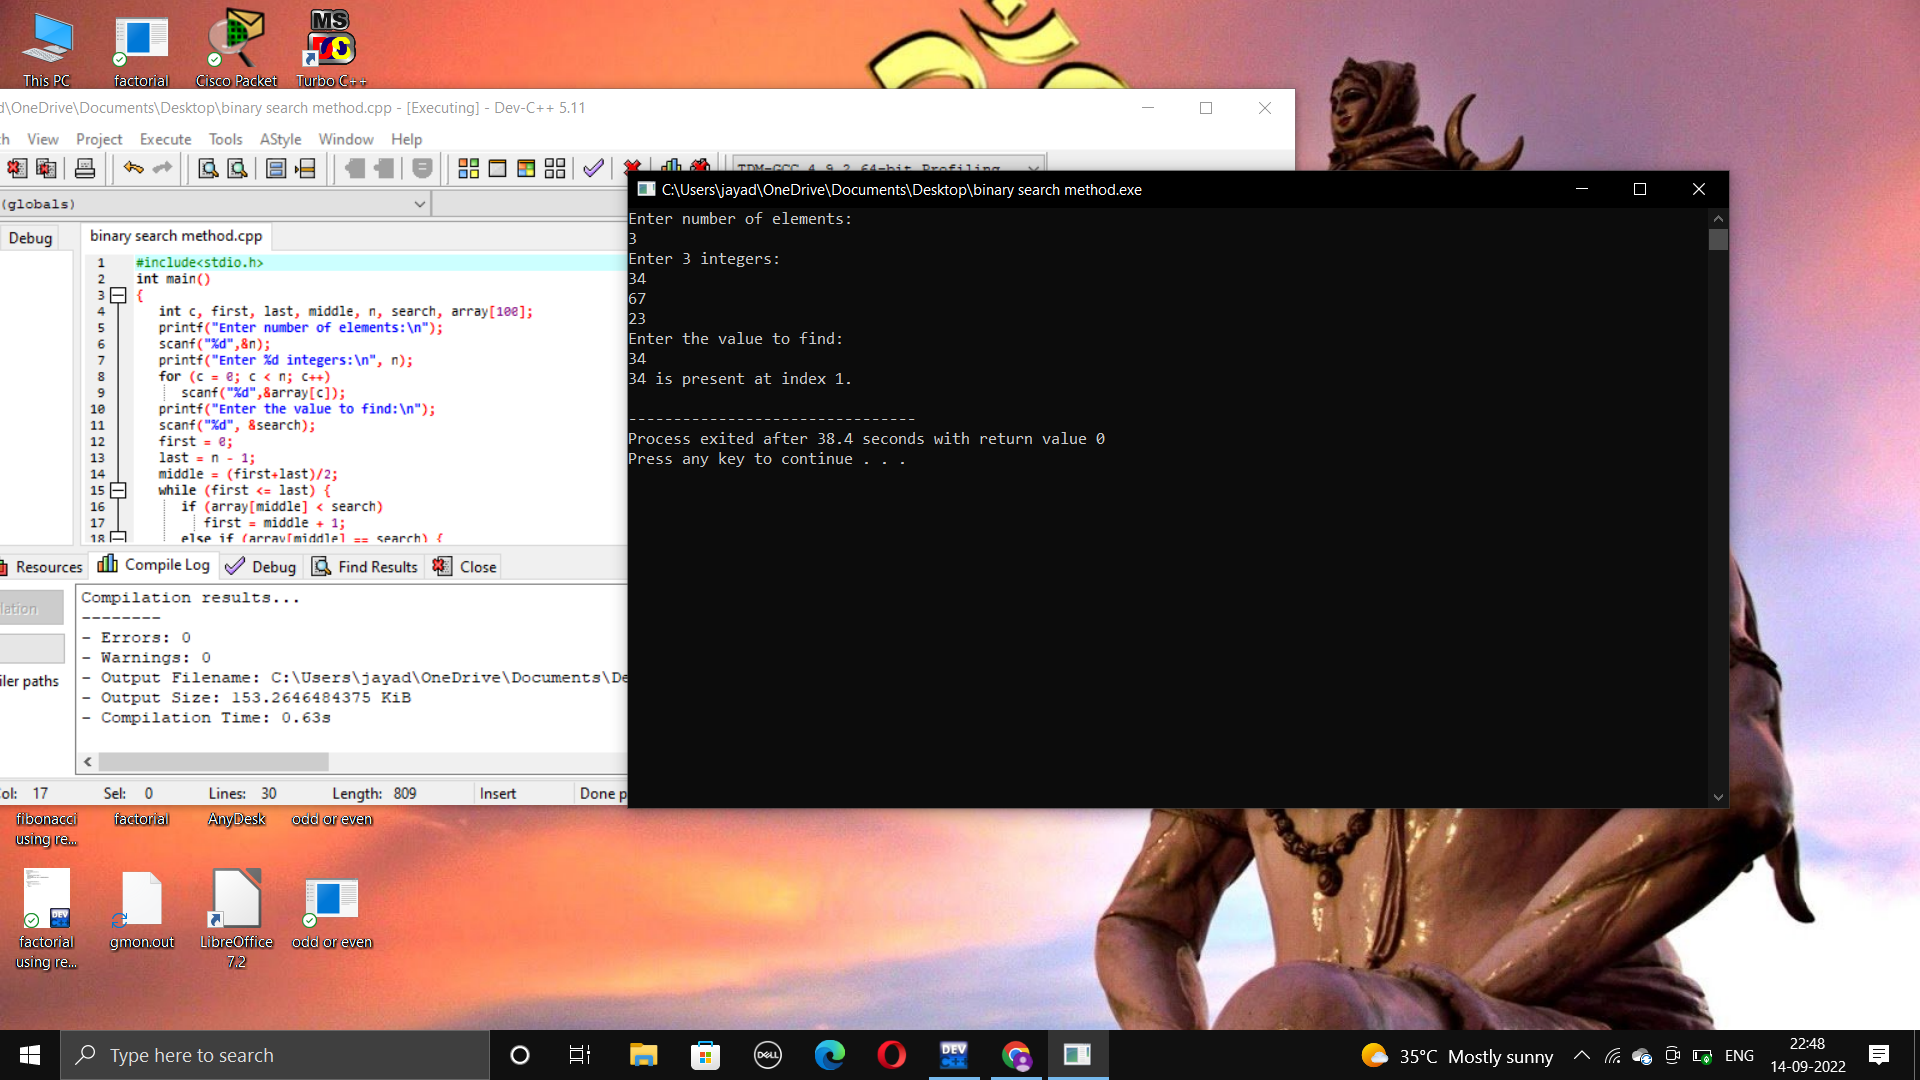 This PC
factorial
Cisco Packet
Turbo C++
MS
d\OneDrive\Documents\Desktop\binary search method.cpp - [Executing] - Dev-C++ 5.11
View Project Execute Tools AStyle Window Help
TDM-GCC 4.9.2 64-bit Profiling
(globals)
Debug
binary search method.cpp
1 #include<stdio.h>
2 int main()
3 {
4 int c, first, last, middle, n, search, array[100];
5 printf("Enter number of elements:\n");
6 scanf("%d",&n);
7 printf("Enter %d integers:\n", n);
8 for (c = 0; c < n; c++)
9 scanf("%d",&array[c]);
10 printf("Enter the value to find:\n");
11 scanf("%d", &search);
12 first = 0;
13 last = n - 1;
14 middle = (first+last)/2;
15 while (first <= last) {
16 if (array[middle] < search)
17 first = middle + 1;
18 else if (array[middle] == search) {
Resources Compile Log Debug Find Results Close
lation
iler paths
Compilation results...
--------
- Errors: 0
- Warnings: 0
- Output Filename: C:\Users\jayad\OneDrive\Documents\De
- Output Size: 153.2646484375 KiB
- Compilation Time: 0.63s
ol: 17 Sel: 0 Lines: 30 Length: 809 Insert Done p
C:\Users\jayad\OneDrive\Documents\Desktop\binary search method.exe
Enter number of elements:
3
Enter 3 integers:
34
67
23
Enter the value to find:
34
34 is present at index 1.
--------------------------------
Process exited after 38.4 seconds with return value 0
Press any key to continue . . .
fibonacci
using re...
factorial
AnyDesk
odd or even
DEV
factorial
using re...
gmon.out
LibreOffice
7.2
odd or even
Type here to search
DELL
DEV
35°C Mostly sunny
ENG
22:48
14-09-2022